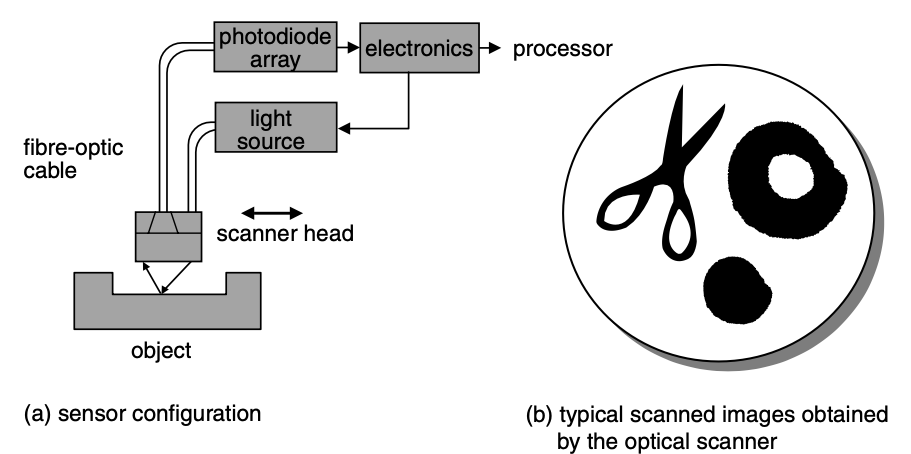 photodiode
array
electronics
processor
light
source
fibre-optic
cable
scanner head
object
(a) sensor configuration
(b) typical scanned images obtained
by the optical scanner